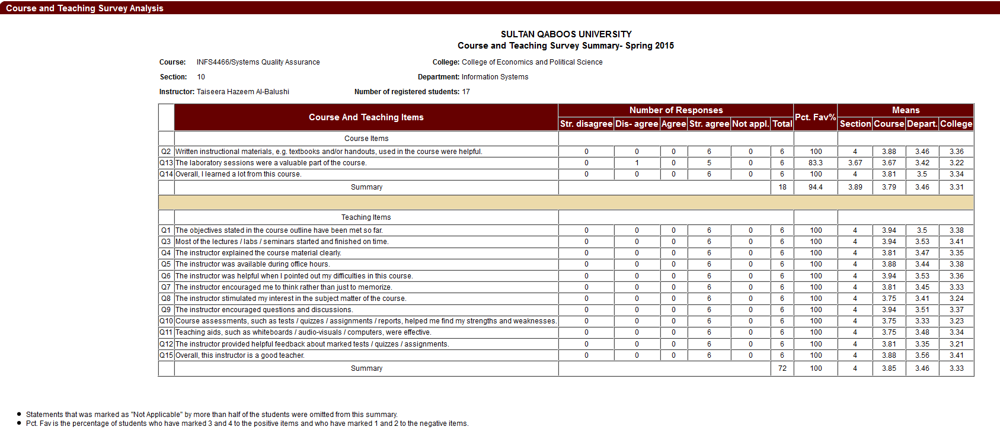 Course and Teaching Survey Analysis
SULTAN QABOOS UNIVERSITY
Course and Teaching Survey Summary- Spring 2015
Course: INFS4466/Systems Quality Assurance College: College of Economics and Political Science
Section: 10 Department: Information Systems
Instructor: Taiseera Hazeem Al-Balushi Number of registered students: 17
Course And Teaching Items Number of Responses Pct. Fav% Means
Str. disagree Dis- agree Agree Str. agree Not appl. Total Section Course Depart. College
Course Items
Q2 Written instructional materials, e.g. textbooks and/or handouts, used in the course were helpful. 0 0 0 6 0 6 100 4 3.88 3.46 3.36
Q13 The laboratory sessions were a valuable part of the course. 0 1 0 5 0 6 83.3 3.67 3.67 3.42 3.22
Q14 Overall, I learned a lot from this course. 0 0 0 6 0 6 100 4 3.81 3.5 3.34
Summary 18 94.4 3.89 3.79 3.46 3.31
Teaching Items
Q1 The objectives stated in the course outline have been met so far. 0 0 0 6 0 6 100 4 3.94 3.5 3.38
Q3 Most of the lectures / labs / seminars started and finished on time. 0 0 0 6 0 6 100 4 3.94 3.53 3.41
Q4 The instructor explained the course material clearly. 0 0 0 6 0 6 100 4 3.81 3.47 3.35
Q5 The instructor was available during office hours. 0 0 0 6 0 6 100 4 3.88 3.44 3.38
Q6 The instructor was helpful when I pointed out my difficulties in this course. 0 0 0 6 0 6 100 4 3.94 3.53 3.36
Q7 The instructor encouraged me to think rather than just to memorize. 0 0 0 6 0 6 100 4 3.81 3.45 3.33
Q8 The instructor stimulated my interest in the subject matter of the course. 0 0 0 6 0 6 100 4 3.75 3.41 3.24
Q9 The instructor encouraged questions and discussions. 0 0 0 6 0 6 100 4 3.94 3.51 3.37
Q10 Course assessments, such as tests / quizzes / assignments / reports, helped me find my strengths and weaknesses. 0 0 0 6 0 6 100 4 3.75 3.33 3.23
Q11 Teaching aids, such as whiteboards / audio-visuals / computers, were effective. 0 0 0 6 0 6 100 4 3.75 3.48 3.34
Q12 The instructor provided helpful feedback about marked tests / quizzes / assignments. 0 0 0 6 0 6 100 4 3.81 3.35 3.21
Q15 Overall, this instructor is a good teacher. 0 0 0 6 0 6 100 4 3.88 3.56 3.41
Summary 72 100 4 3.85 3.46 3.33
● Statements that was marked as "Not Applicable" by more than half of the students were omitted from this summary.
● Pct. Fav is the percentage of students who have marked 3 and 4 to the positive items and who have marked 1 and 2 to the negative items.